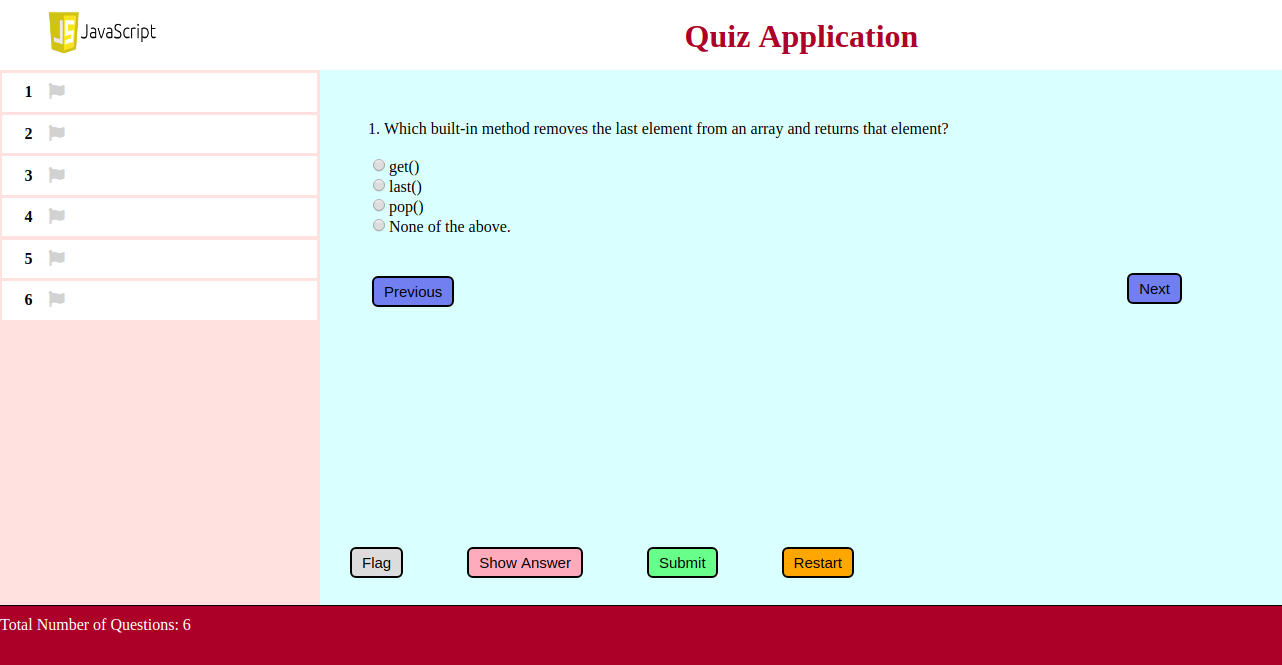 JS JavaScript
Quiz Application
1
2
3
4
5
6
1. Which built-in method removes the last element from an array and returns that element?
get()
last()
pop()
None of the above.
Previous
Next
Flag
Show Answer
Submit
Restart
Total Number of Questions: 6